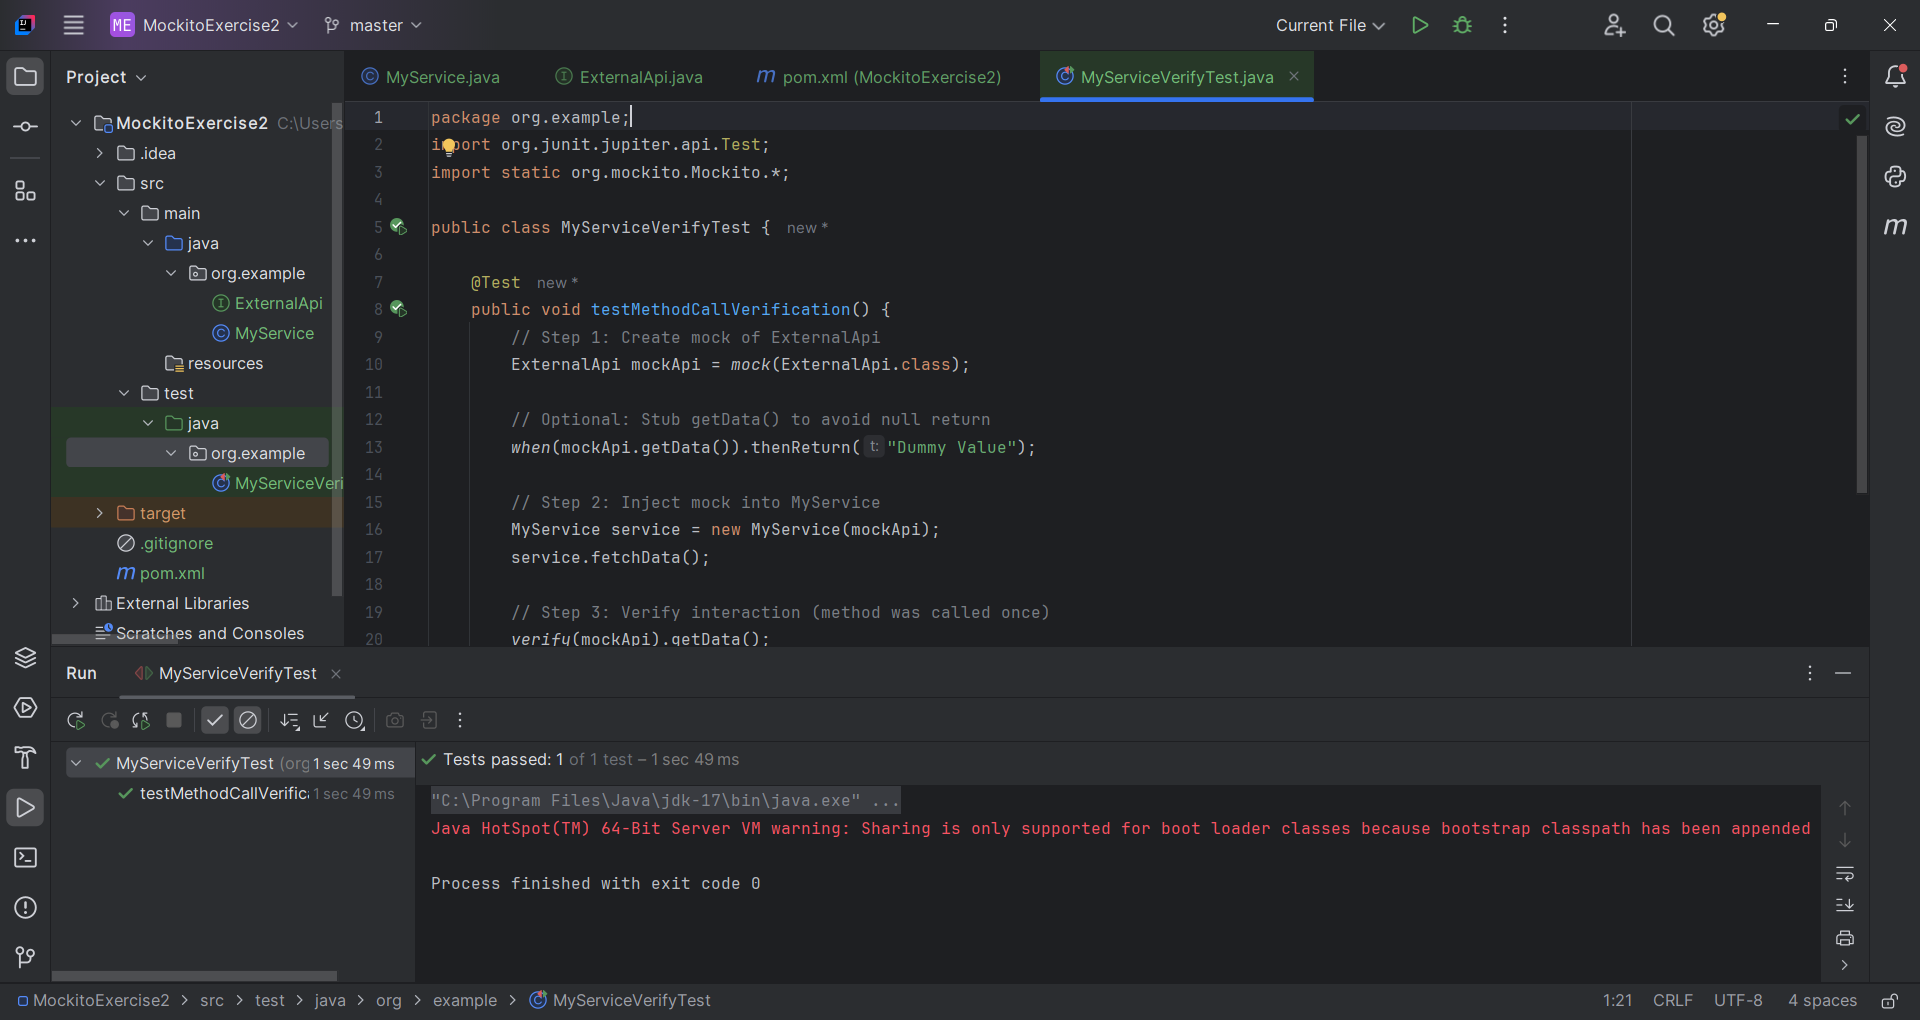 ME MockitoExercise2 master Current File
Project
MyService.java ExternalApi.java m pom.xml (MockitoExercise2) MyServiceVerifyTest.java
MockitoExercise2 C:\Users
.idea
src
main
java
org.example
ExternalApi
MyService
resources
test
java
org.example
MyServiceVeri
target
.gitignore
m pom.xml
External Libraries
Scratches and Consoles
1 package org.example;
2 import org.junit.jupiter.api.Test;
3 import static org.mockito.Mockito.*;
4
5 public class MyServiceVerifyTest { new *
6
7 @Test new *
8 public void testMethodCallVerification() {
9 // Step 1: Create mock of ExternalApi
10 ExternalApi mockApi = mock(ExternalApi.class);
11
12 // Optional: Stub getData() to avoid null return
13 when(mockApi.getData()).thenReturn( t: "Dummy Value");
14
15 // Step 2: Inject mock into MyService
16 MyService service = new MyService(mockApi);
17 service.fetchData();
18
19 // Step 3: Verify interaction (method was called once)
20 verify(mockApi).getData();
m
Run MyServiceVerifyTest
MyServiceVerifyTest (org 1 sec 49 ms
testMethodCallVerifica 1 sec 49 ms
Tests passed: 1 of 1 test – 1 sec 49 ms
"C:\Program Files\Java\jdk-17\bin\java.exe" ...
Java HotSpot(TM) 64-Bit Server VM warning: Sharing is only supported for boot loader classes because bootstrap classpath has been appended
Process finished with exit code 0
MockitoExercise2 > src > test > java > org > example > MyServiceVerifyTest
1:21 CRLF UTF-8 4 spaces